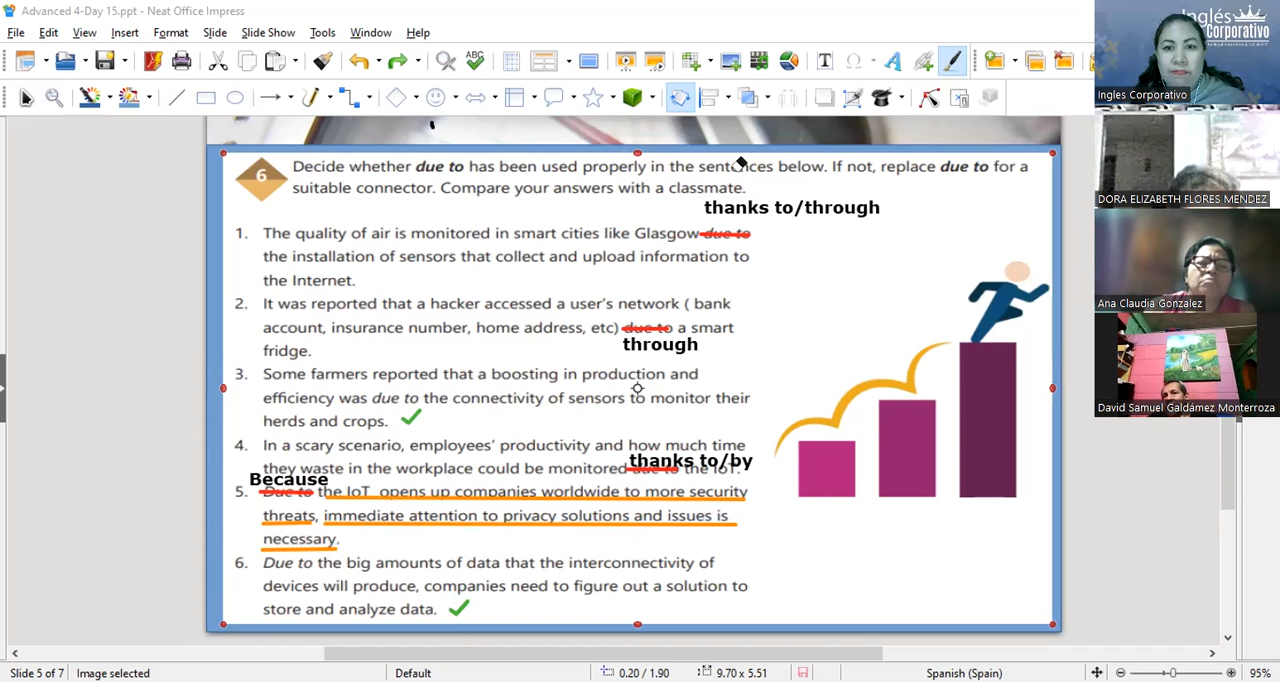 Advanced 4-Day 15.ppt - Neat Office Impress
File Edit View Insert Format Slide Slide Show Tools Window Help
6
Decide whether due to has been used properly in the sentences below. If not, replace due to for a
suitable connector. Compare your answers with a classmate.
thanks to/through
1. The quality of air is monitored in smart cities like Glasgow due to
the installation of sensors that collect and upload information to
the Internet.
2. It was reported that a hacker accessed a user's network ( bank
account, insurance number, home address, etc) due to a smart
through
fridge.
3. Some farmers reported that a boosting in production and
efficiency was due to the connectivity of sensors to monitor their
herds and crops.
4. In a scary scenario, employees' productivity and how much time
thanks to/by
they waste in the workplace could be monitored due to the IoT.
Because
5. Due to the IoT opens up companies worldwide to more security
threats, immediate attention to privacy solutions and issues is
necessary.
6. Due to the big amounts of data that the interconnectivity of
devices will produce, companies need to figure out a solution to
store and analyze data.
Inglés
Corporativo
Ingles Corporativo
DORA ELIZABETH FLORES MENDEZ
Ana Claudia Gonzalez
David Samuel Galdámez Monterroza
Slide 5 of 7 Image selected Default 0.20 / 1.90 9.70 x 5.51 Spanish (Spain) 95%